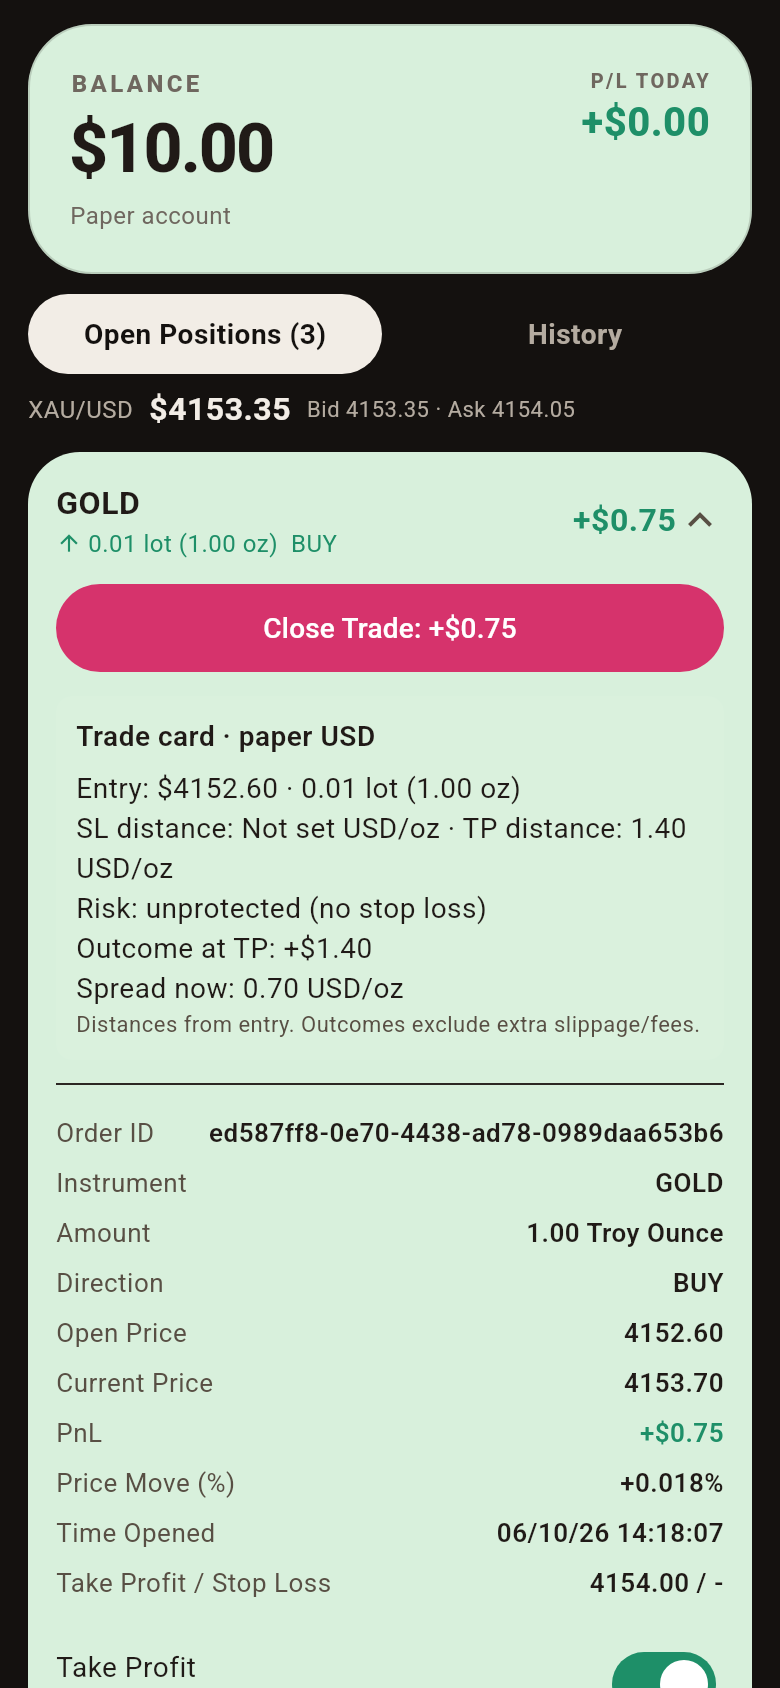 BALANCE
$10.00
Paper account
P/L TODAY
+$0.00
Open Positions (3)
History
XAU/USD $4153.35 Bid 4153.35 · Ask 4154.05
GOLD
↑ 0.01 lot (1.00 oz) BUY
+$0.75
Close Trade: +$0.75
Trade card · paper USD
Entry: $4152.60 · 0.01 lot (1.00 oz)
SL distance: Not set USD/oz · TP distance: 1.40
USD/oz
Risk: unprotected (no stop loss)
Outcome at TP: +$1.40
Spread now: 0.70 USD/oz
Distances from entry. Outcomes exclude extra slippage/fees.
Order ID ed587ff8-0e70-4438-ad78-0989daa653b6
Instrument GOLD
Amount 1.00 Troy Ounce
Direction BUY
Open Price 4152.60
Current Price 4153.70
PnL +$0.75
Price Move (%) +0.018%
Time Opened 06/10/26 14:18:07
Take Profit / Stop Loss 4154.00 / -
Take Profit